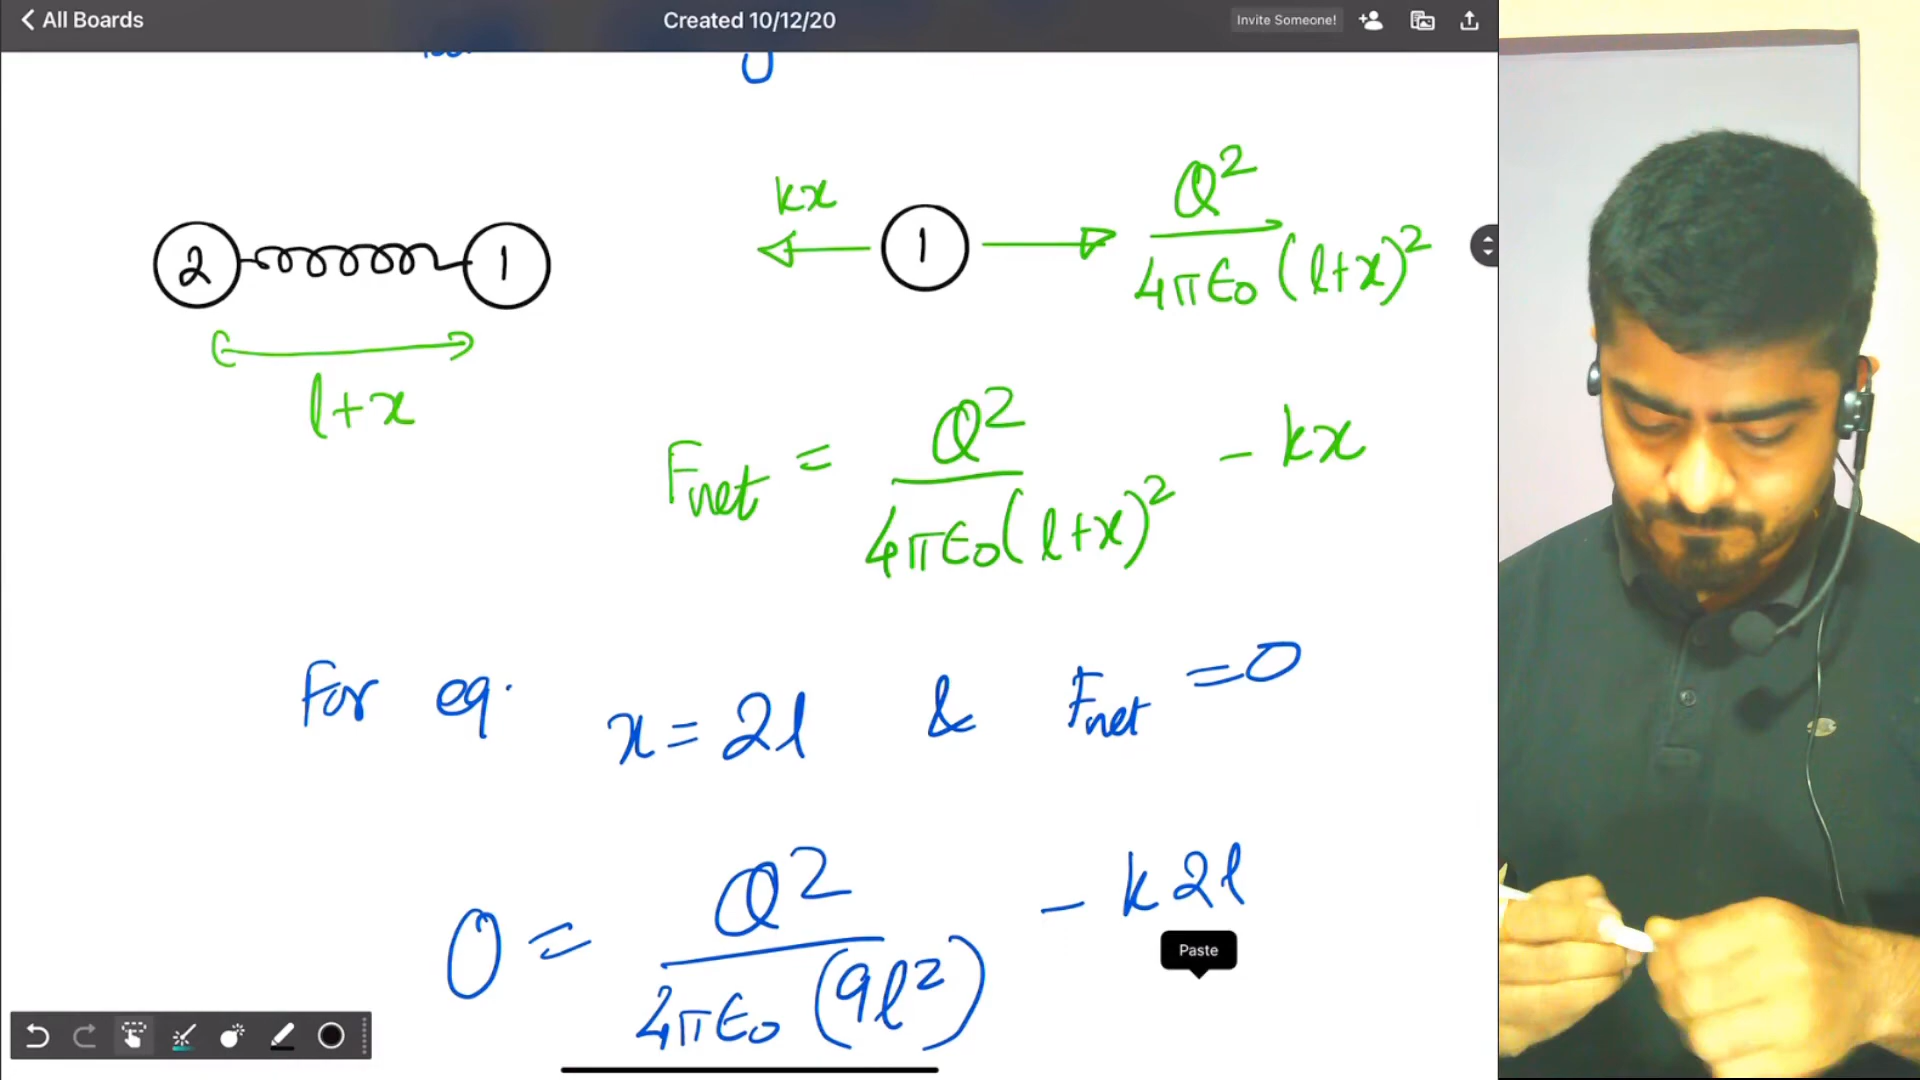 All Boards
Created 10/12/20
Invite Someone!
2 1
l+x
kx
1
Q²
4πϵ₀(l+x)²
Fnet = Q² / 4πϵ₀(l+x)² - kx
For eq. x = 2l & Fnet = 0
0 = Q² / 4πϵ₀(9l²) - k2l
Paste